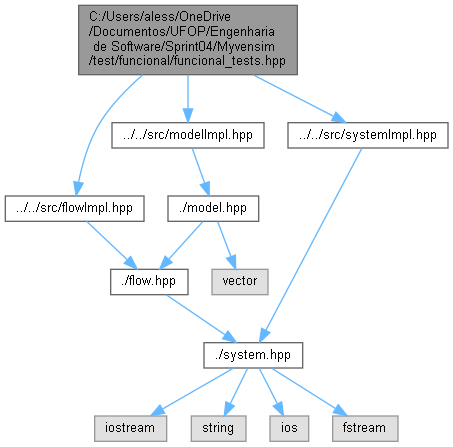 C:/Users/aless/OneDrive
/Documentos/UFOP/Engenharia
de Software/Sprint04/Myvensim
/test/funcional/funcional_tests.hpp
../../src/modelImpl.hpp
../../src/systemImpl.hpp
../../src/flowImpl.hpp
./model.hpp
./flow.hpp
vector
./system.hpp
iostream
string
ios
fstream